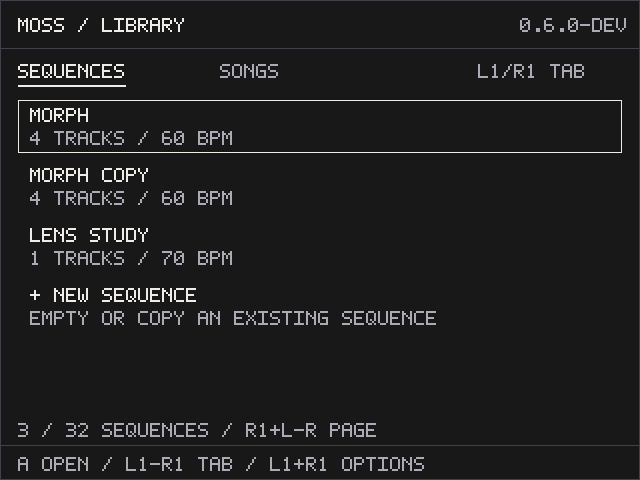 MOSS / LIBRARY 0.6.0-DEV
SEQUENCES SONGS L1/R1 TAB
MORPH
4 TRACKS / 60 BPM
MORPH COPY
4 TRACKS / 60 BPM
LENS STUDY
1 TRACKS / 70 BPM
+ NEW SEQUENCE
EMPTY OR COPY AN EXISTING SEQUENCE
3 / 32 SEQUENCES / R1+L-R PAGE
A OPEN / L1-R1 TAB / L1+R1 OPTIONS